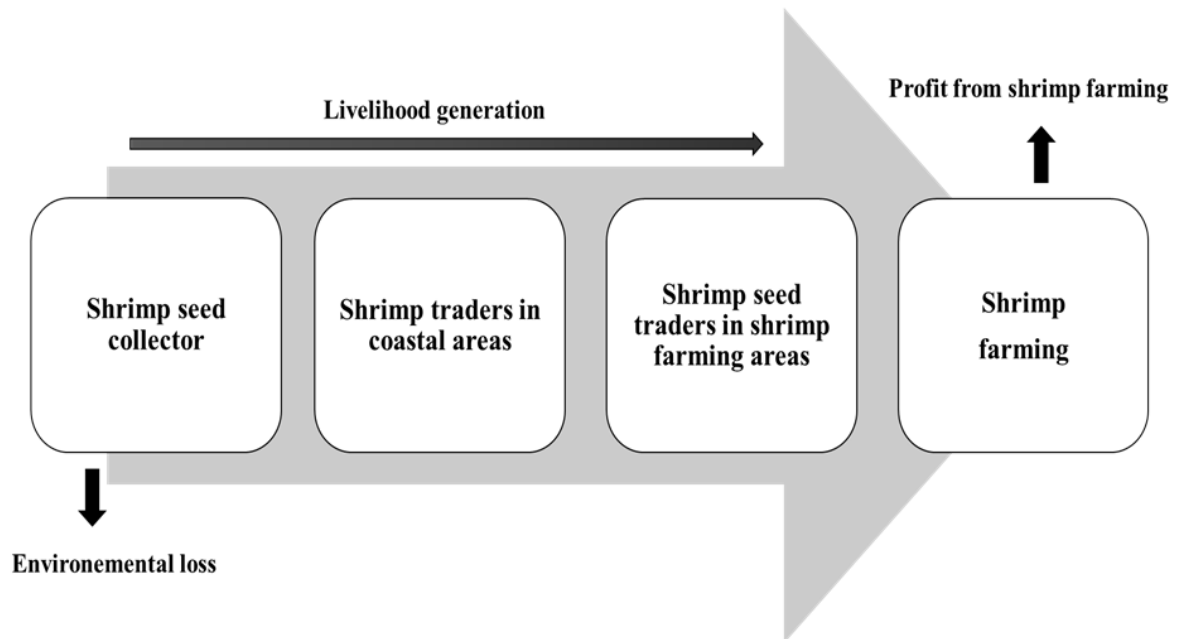 Profit from shrimp farming
Livelihood generation
Shrimp seed
collector
Shrimp traders in
coastal areas
Shrimp seed
traders in shrimp
farming areas
Shrimp
farming
Environemental loss